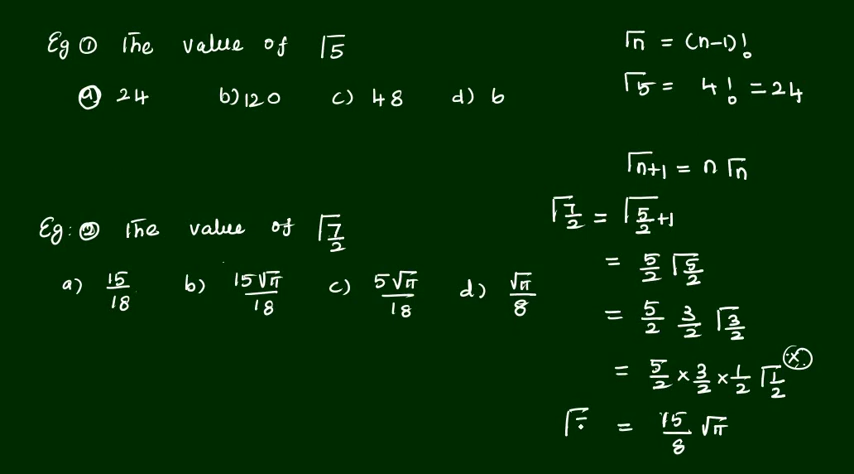 Eg ① The value of Γ5
ⓐ 24 b) 120 c) 48 d) 6
Γn = (n-1)!
Γ5 = 4! = 24
Γn+1 = n Γn
Eg: ② The value of Γ7/2
a) 15/18 b) 15√π/18 c) 5√π/18 d) √π/8
Γ7/2 = Γ5/2+1
= 5/2 Γ5/2
= 5/2 3/2 Γ3/2
= 5/2 × 3/2 × 1/2 Γ1/2
= 15/8 √π